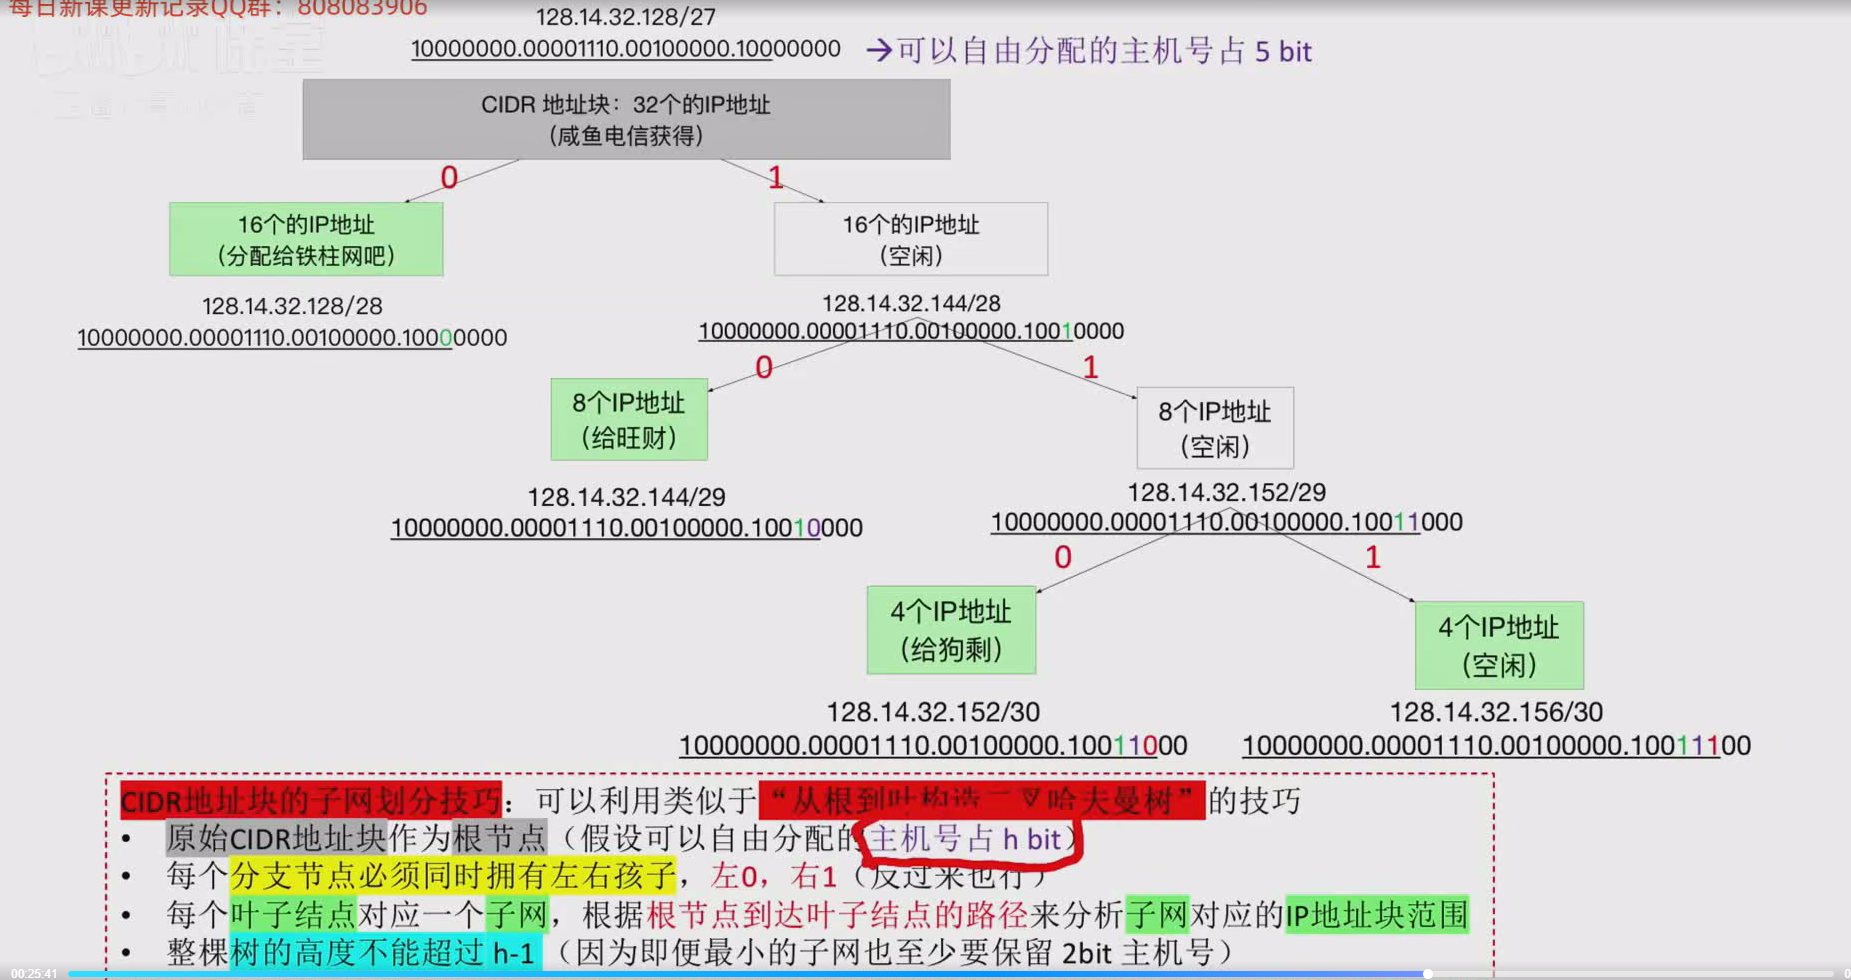 每日新课更新记录QQ群：808083906
128.14.32.128/27
10000000.00001110.00100000.10000000
→可以自由分配的主机号占 5 bit
CIDR 地址块：32个的IP地址
（咸鱼电信获得）
0
1
16个的IP地址
（分配给铁柱网吧）
16个的IP地址
（空闲）
128.14.32.128/28
10000000.00001110.00100000.10000000
128.14.32.144/28
10000000.00001110.00100000.10010000
0
1
8个IP地址
（给旺财）
8个IP地址
（空闲）
128.14.32.144/29
10000000.00001110.00100000.10010000
128.14.32.152/29
10000000.00001110.00100000.10011000
0
1
4个IP地址
（给狗剩）
4个IP地址
（空闲）
128.14.32.152/30
10000000.00001110.00100000.10011000
128.14.32.156/30
10000000.00001110.00100000.10011100
CIDR地址块的子网划分技巧：可以利用类似于“从根到叶构造二叉哈夫曼树”的技巧
• 原始CIDR地址块作为根节点（假设可以自由分配的主机号占 h bit）
• 每个分支节点必须同时拥有左右孩子，左0，右1（反过来也行）
• 每个叶子结点对应一个子网，根据根节点到达叶子结点的路径来分析子网对应的IP地址块范围
• 整棵树的高度不能超过 h-1（因为即便最小的子网也至少要保留 2bit 主机号）
00:25:41